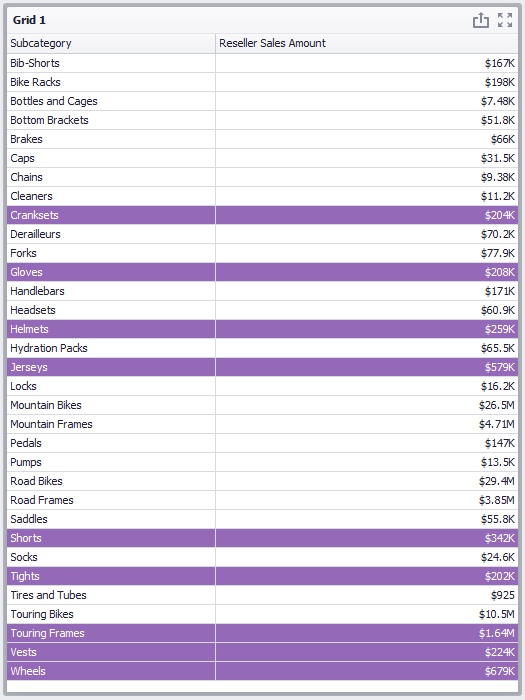 Grid 1
Subcategory Reseller Sales Amount
Bib-Shorts $167K
Bike Racks $198K
Bottles and Cages $7.48K
Bottom Brackets $51.8K
Brakes $66K
Caps $31.5K
Chains $9.38K
Cleaners $11.2K
Cranksets $204K
Derailleurs $70.2K
Forks $77.9K
Gloves $208K
Handlebars $171K
Headsets $60.9K
Helmets $259K
Hydration Packs $65.5K
Jerseys $579K
Locks $16.2K
Mountain Bikes $26.5M
Mountain Frames $4.71M
Pedals $147K
Pumps $13.5K
Road Bikes $29.4M
Road Frames $3.85M
Saddles $55.8K
Shorts $342K
Socks $24.6K
Tights $202K
Tires and Tubes $925
Touring Bikes $10.5M
Touring Frames $1.64M
Vests $224K
Wheels $679K